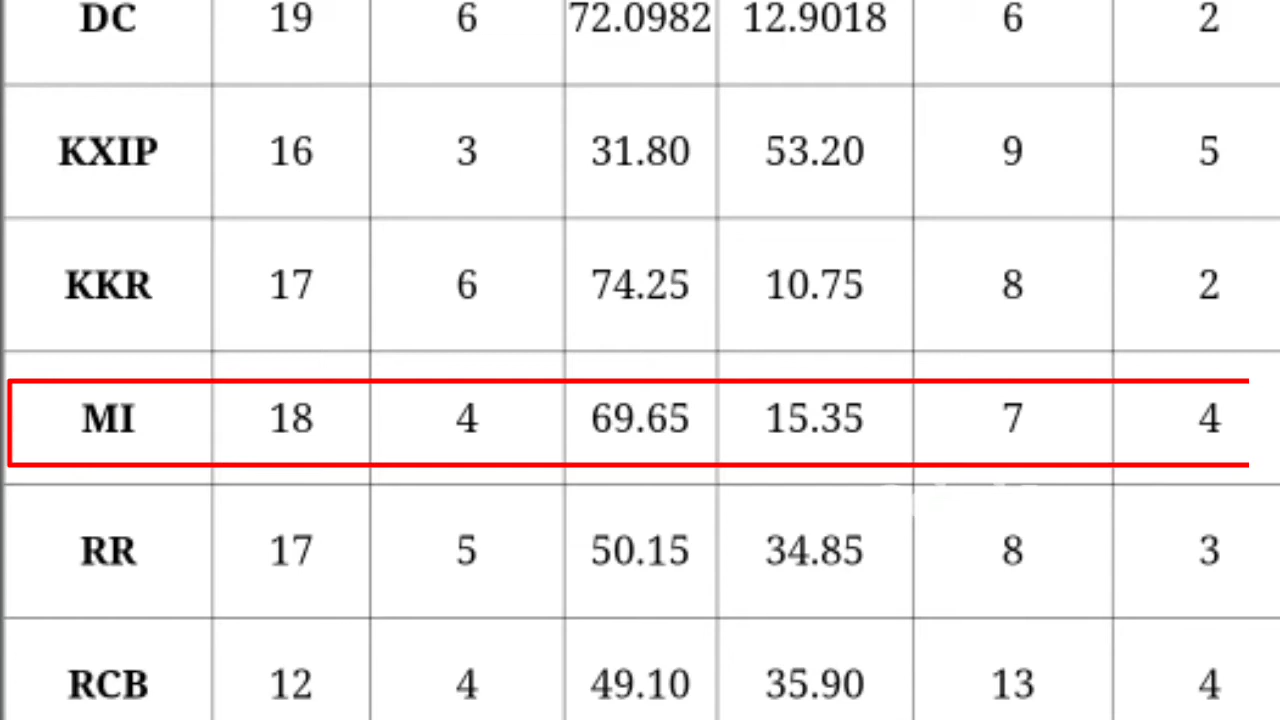 DC 19 6 72.0982 12.9018 6 2
KXIP 16 3 31.80 53.20 9 5
KKR 17 6 74.25 10.75 8 2
MI 18 4 69.65 15.35 7 4
RR 17 5 50.15 34.85 8 3
RCB 12 4 49.10 35.90 13 4